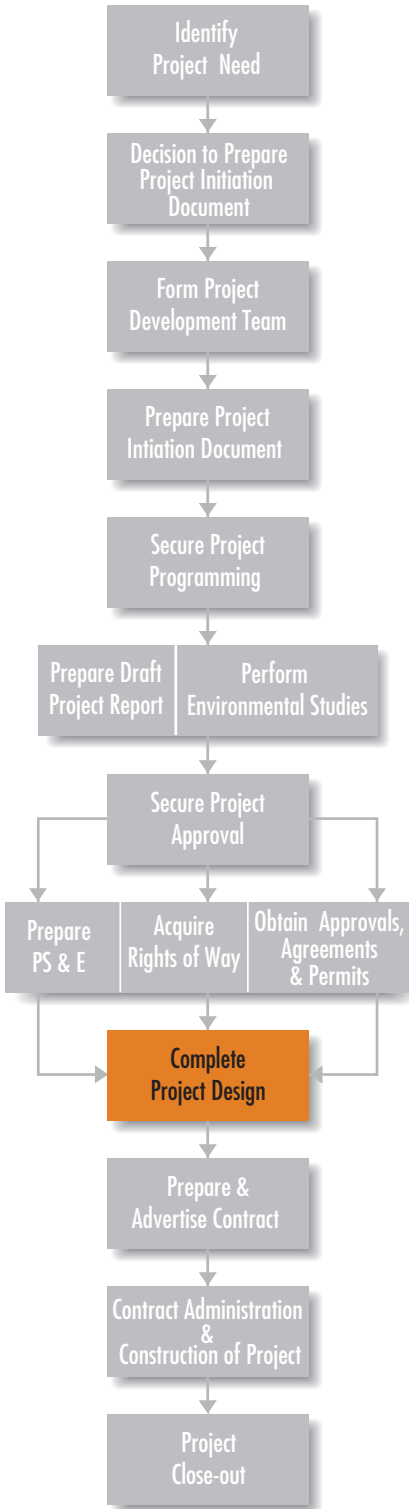 Identify
Project Need
Decision to Prepare
Project Initiation
Document
Form Project
Development Team
Prepare Project
Intiation Document
Secure Project
Programming
Prepare Draft
Project Report
Perform
Environmental Studies
Secure Project
Approval
Prepare
PS & E
Acquire
Rights of Way
Obtain Approvals,
Agreements
& Permits
Complete
Project Design
Prepare &
Advertise Contract
Contract Administration
&
Construction of Project
Project
Close-out